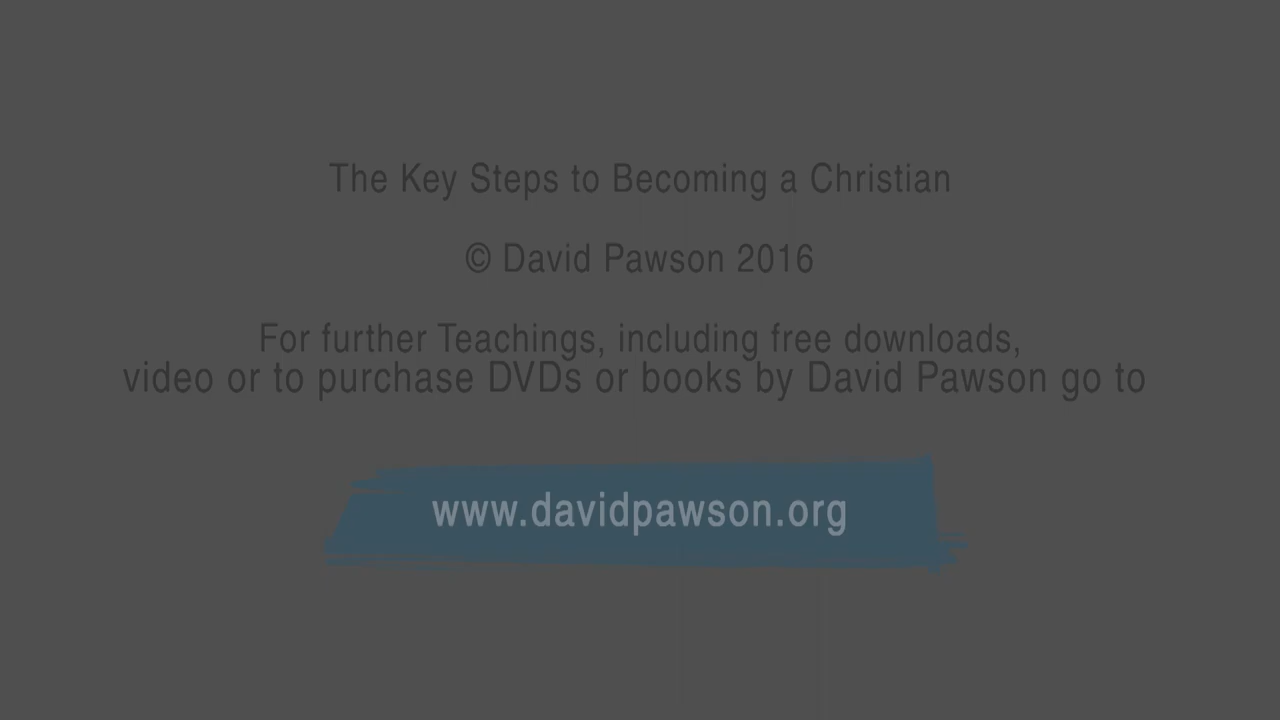 The Key Steps to Becoming a Christian
© David Pawson 2016
For further Teachings, including free downloads,
video or to purchase DVDs or books by David Pawson go to
www.davidpawson.org